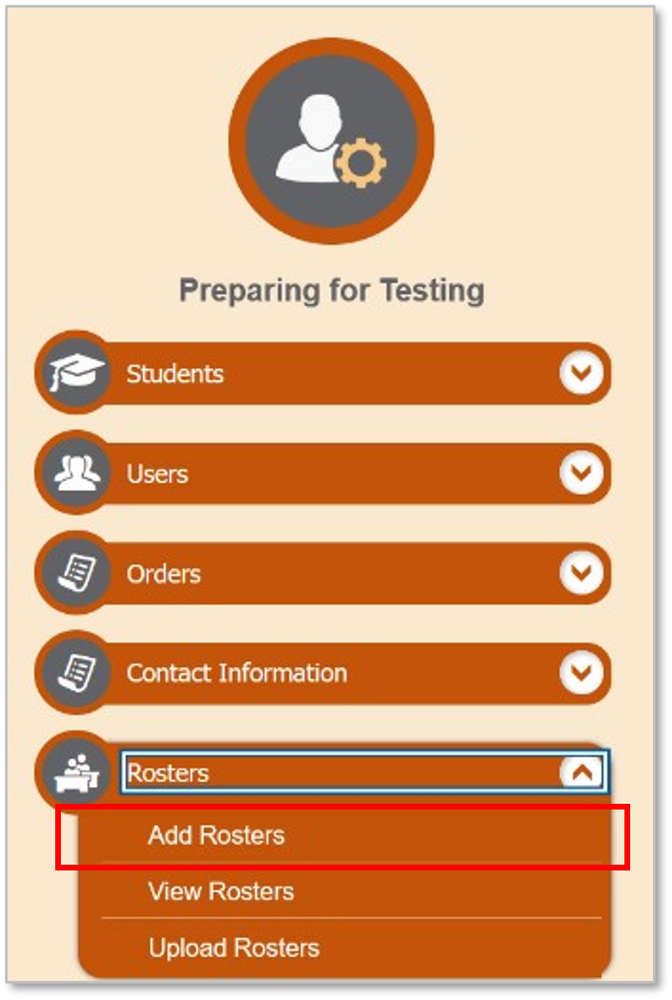 Preparing for Testing
Students
Users
Orders
Contact Information
Rosters
Add Rosters
View Rosters
Upload Rosters